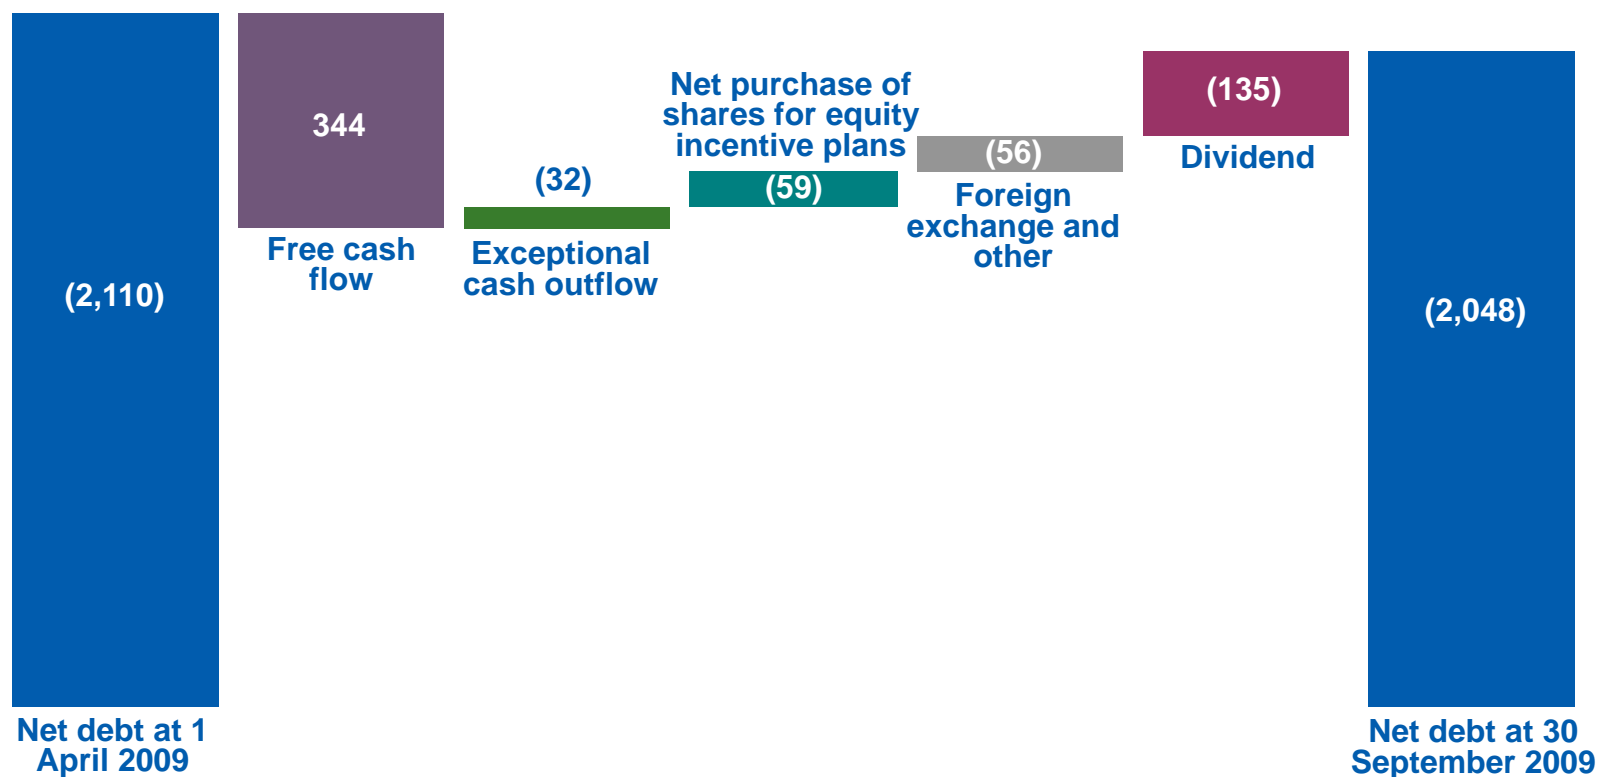 (2,110)
Net debt at 1
April 2009
344
Free cash
flow
(32)
Exceptional
cash outflow
Net purchase of
shares for equity
incentive plans
(59)
(56)
Foreign
exchange and
other
(135)
Dividend
(2,048)
Net debt at 30
September 2009